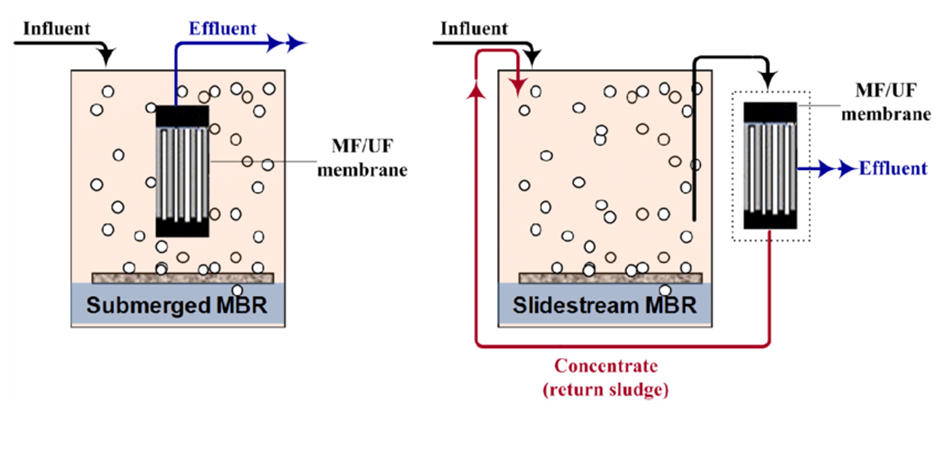 Influent
Effluent
MF/UF
membrane
Submerged MBR
Influent
MF/UF
membrane
Effluent
Slidestream MBR
Concentrate
(return sludge)